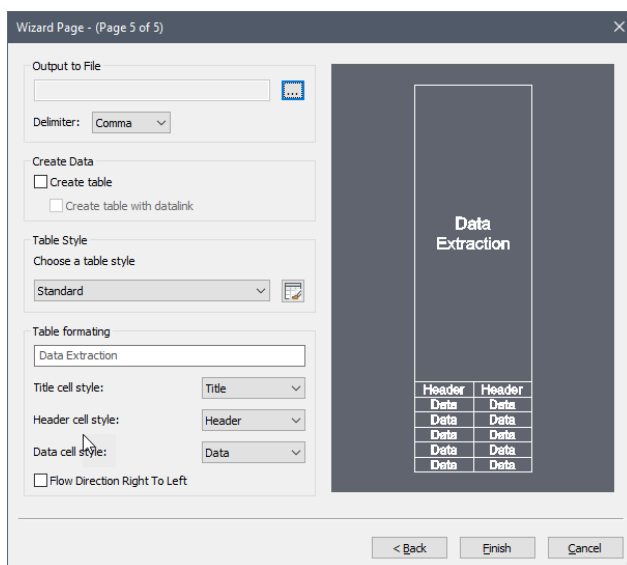 Wizard Page - (Page 5 of 5)
Output to File
...
Delimiter: Comma
Create Data
Create table
Create table with datalink
Table Style
Choose a table style
Standard
Table formating
Data Extraction
Title cell style: Title
Header cell style: Header
Data cell style: Data
Flow Direction Right To Left
Data
Extraction
Header Header
Data Data
Data Data
Data Data
Data Data
Data Data
< Back Finish Cancel